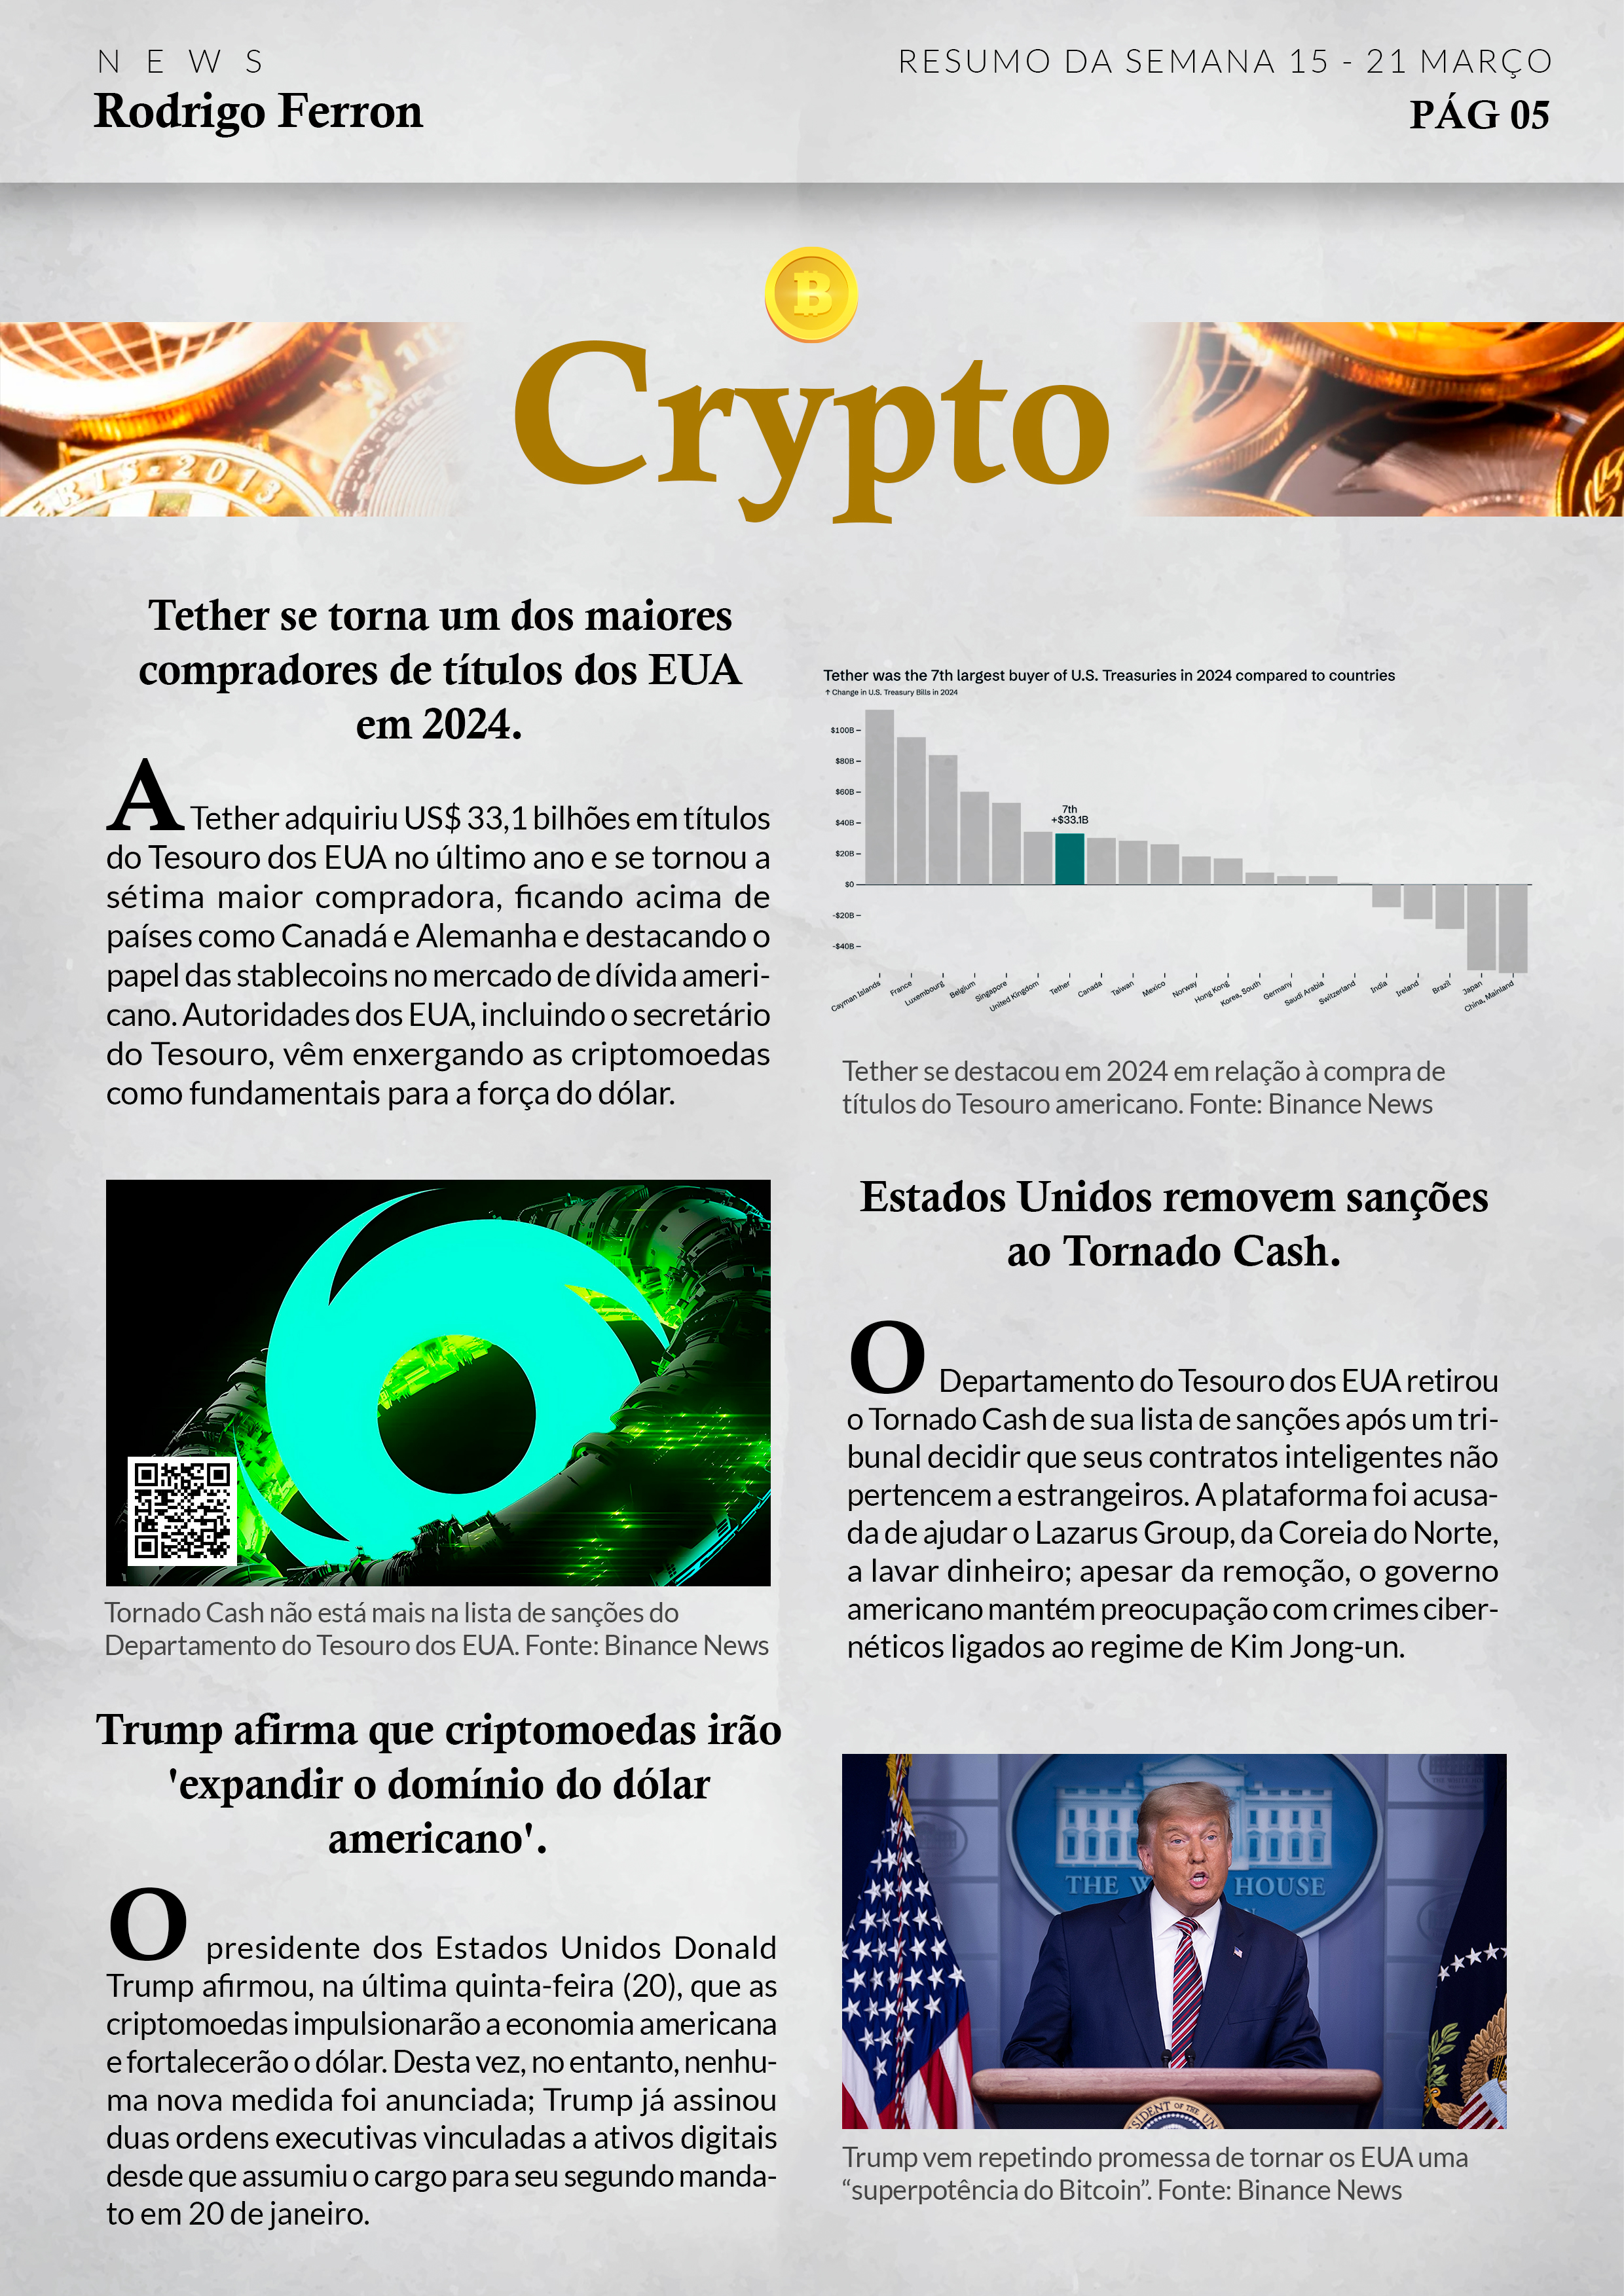 NEWS
Rodrigo Ferron
RESUMO DA SEMANA 15 - 21 MARÇO
PÁG 05
Crypto
Tether se torna um dos maiores
compradores de títulos dos EUA
em 2024.
A Tether adquiriu US$ 33,1 bilhões em títulos
do Tesouro dos EUA no último ano e se tornou a
sétima maior compradora, ficando acima de
países como Canadá e Alemanha e destacando o
papel das stablecoins no mercado de dívida ameri-
cano. Autoridades dos EUA, incluindo o secretário
do Tesouro, vêm enxergando as criptomoedas
como fundamentais para a força do dólar.
Tether was the 7th largest buyer of U.S. Treasuries in 2024 compared to countries
↑ Change in U.S. Treasury Bills in 2024
$100B
$80B
$60B
$40B
$20B
$0
-$20B
-$40B
7th
+$33.1B
Cayman Islands
France
Luxembourg
Belgium
Singapore
United Kingdom
Tether
Canada
Taiwan
Mexico
Norway
Hong Kong
Korea, South
Germany
Saudi Arabia
Switzerland
India
Ireland
Brazil
Japan
China, Mainland
Tether se destacou em 2024 em relação à compra de
títulos do Tesouro americano. Fonte: Binance News
Tornado Cash não está mais na lista de sanções do
Departamento do Tesouro dos EUA. Fonte: Binance News
Estados Unidos removem sanções
ao Tornado Cash.
O Departamento do Tesouro dos EUA retirou
o Tornado Cash de sua lista de sanções após um tri-
bunal decidir que seus contratos inteligentes não
pertencem a estrangeiros. A plataforma foi acusa-
da de ajudar o Lazarus Group, da Coreia do Norte,
a lavar dinheiro; apesar da remoção, o governo
americano mantém preocupação com crimes ciber-
néticos ligados ao regime de Kim Jong-un.
Trump afirma que criptomoedas irão
'expandir o domínio do dólar
americano'.
O presidente dos Estados Unidos Donald
Trump afirmou, na última quinta-feira (20), que as
criptomoedas impulsionarão a economia americana
e fortalecerão o dólar. Desta vez, no entanto, nenhu-
ma nova medida foi anunciada; Trump já assinou
duas ordens executivas vinculadas a ativos digitais
desde que assumiu o cargo para seu segundo manda-
to em 20 de janeiro.
THE W HOUSE
Trump vem repetindo promessa de tornar os EUA uma
“superpotência do Bitcoin”. Fonte: Binance News